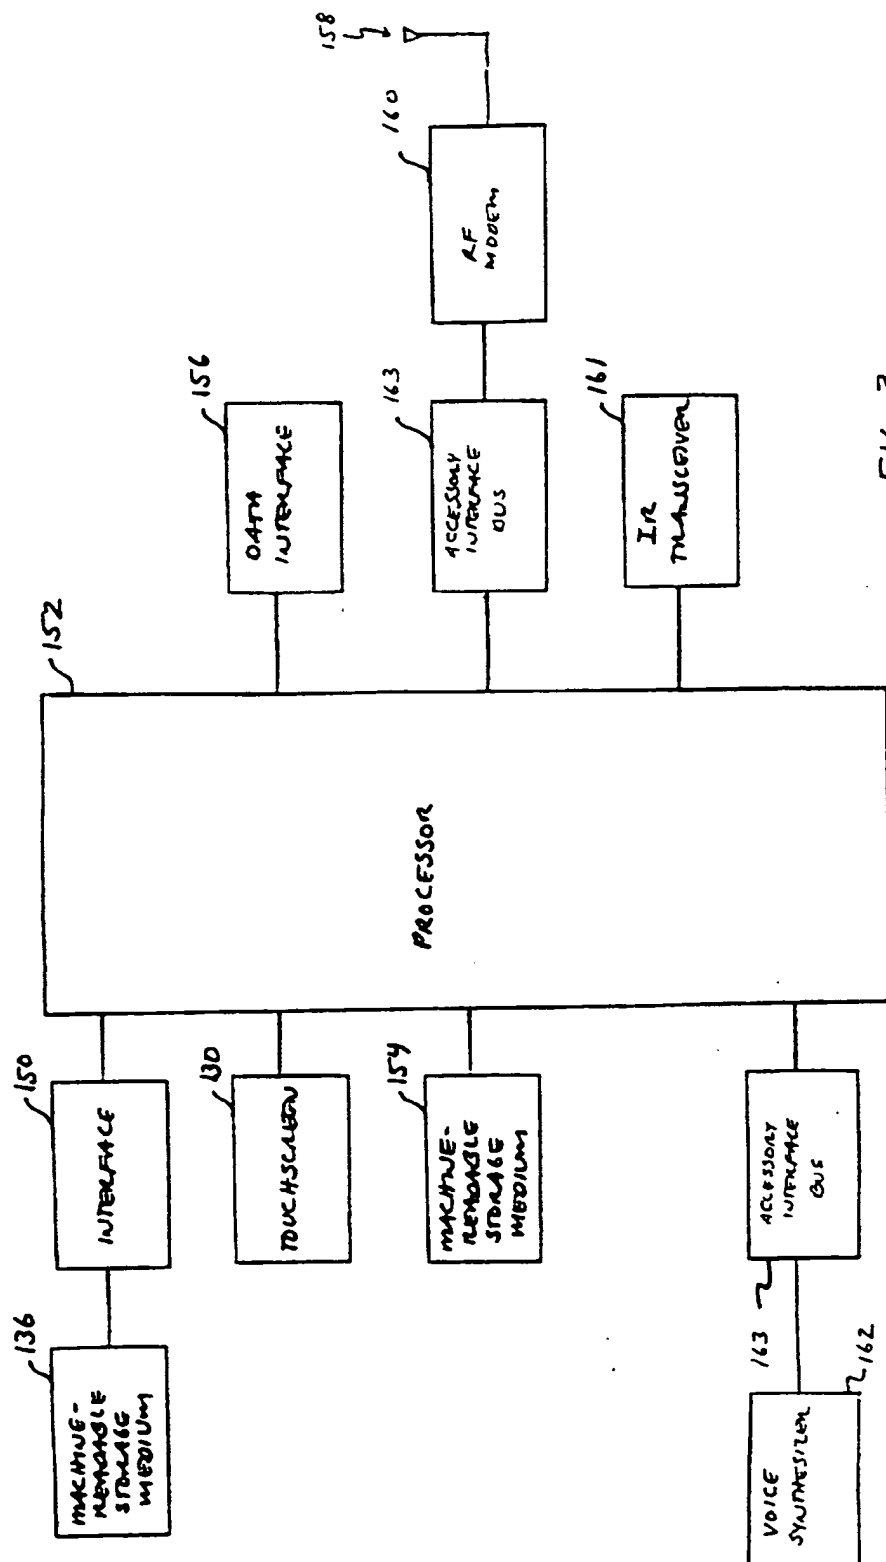 136
MACHINE-
READABLE
STORAGE
MEDIUM
150
INTERFACE
130
TOUCHSCREEN
154
MACHINE-
READABLE
STORAGE
MEDIUM
VOICE
SYNTHESIZER
162
163
ACCESSORY
INTERFACE
BUS
152
PROCESSOR
156
DATA
INTERFACE
163
ACCESSORY
INTERFACE
BUS
161
IR
TRANSCEIVER
160
RF
MODEM
158